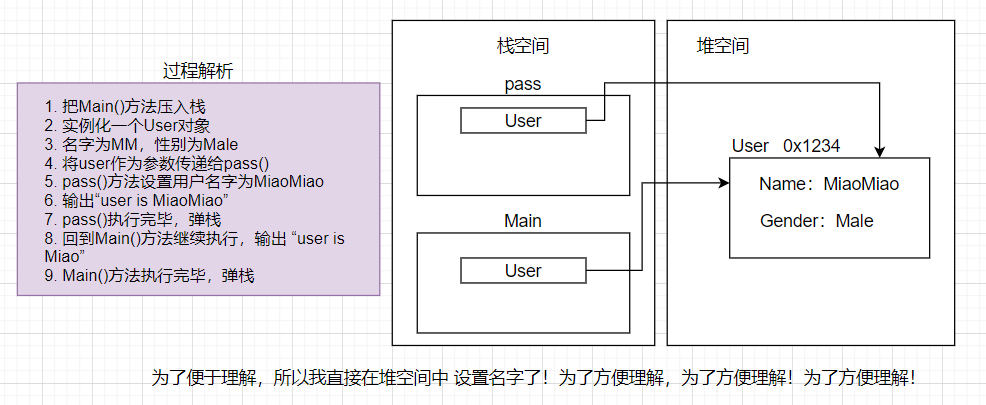 过程解析
1. 把Main()方法压入栈
2. 实例化一个User对象
3. 名字为MM，性别为Male
4. 将user作为参数传递给pass()
5. pass()方法设置用户名字为MiaoMiao
6. 输出“user is MiaoMiao”
7. pass()执行完毕，弹栈
8. 回到Main()方法继续执行，输出 “user is
Miao”
9. Main()方法执行完毕，弹栈
栈空间
pass
User
Main
User
堆空间
User 0x1234
Name：MiaoMiao
Gender：Male
为了便于理解，所以我直接在堆空间中 设置名字了！为了方便理解，为了方便理解！为了方便理解！